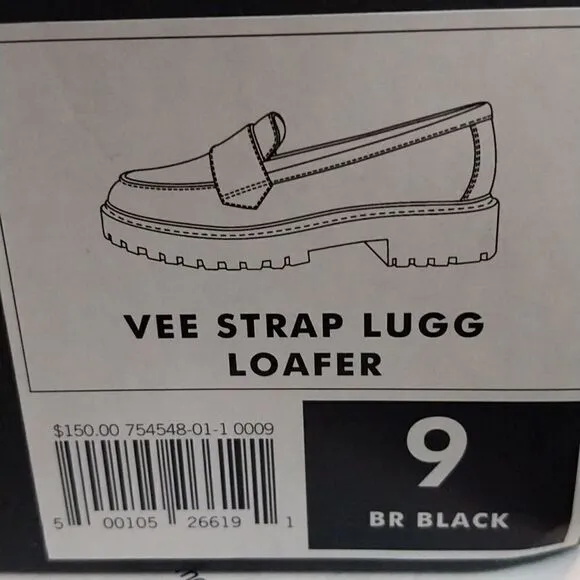 VEE STRAP LUGG
LOAFER
$150.00 754548-01-1 0009
5 00105 26619 1
9
BR BLACK